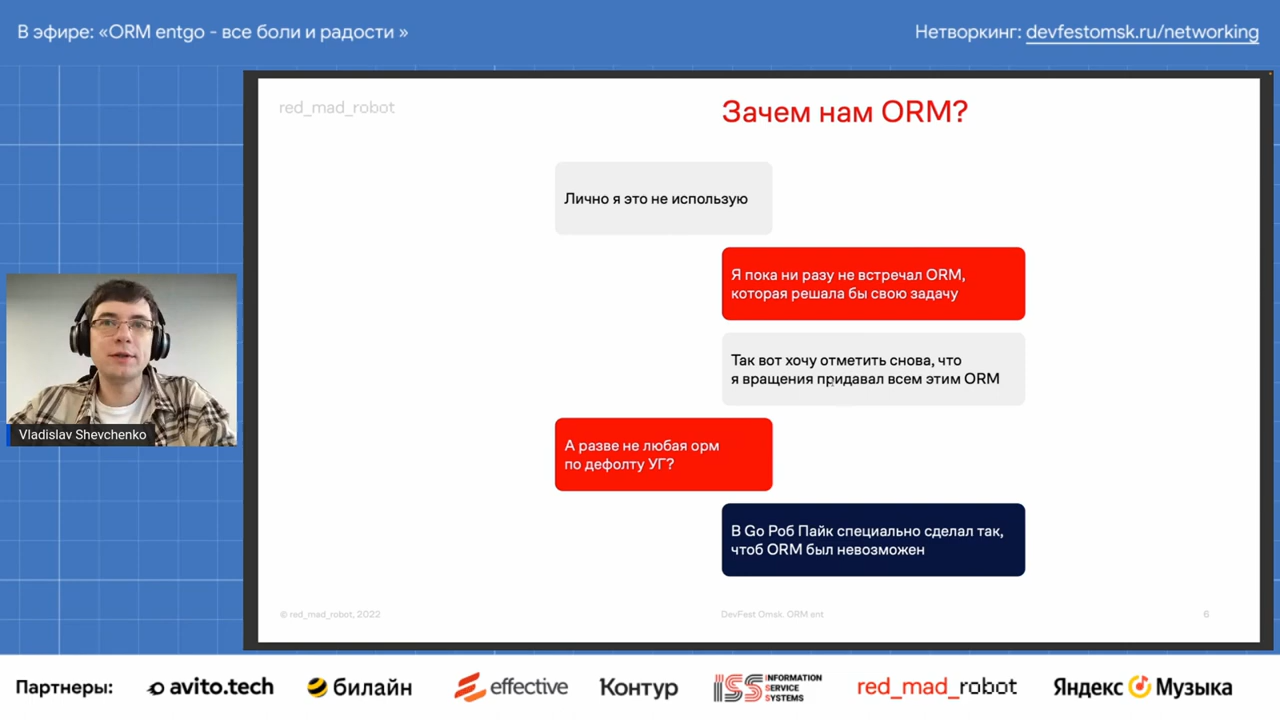 В эфире: «ORM entgo - все боли и радости »
Нетворкинг: devfestomsk.ru/networking
red_mad_robot
Зачем нам ORM?
Лично я это не использую
Я пока ни разу не встречал ORM,
которая решала бы свою задачу
Так вот хочу отметить снова, что
я вращения придавал всем этим ORM
А разве не любая орм
по дефолту УГ?
В Go Роб Пайк специально сделал так,
чтоб ORM был невозможен
© red_mad_robot, 2022
DevFest Omsk. ORM ent
6
Vladislav Shevchenko
Партнеры:
avito.tech
билайн
effective
Контур
ISS INFORMATION
SERVICE
SYSTEMS
red_mad_robot
Яндекс Музыка